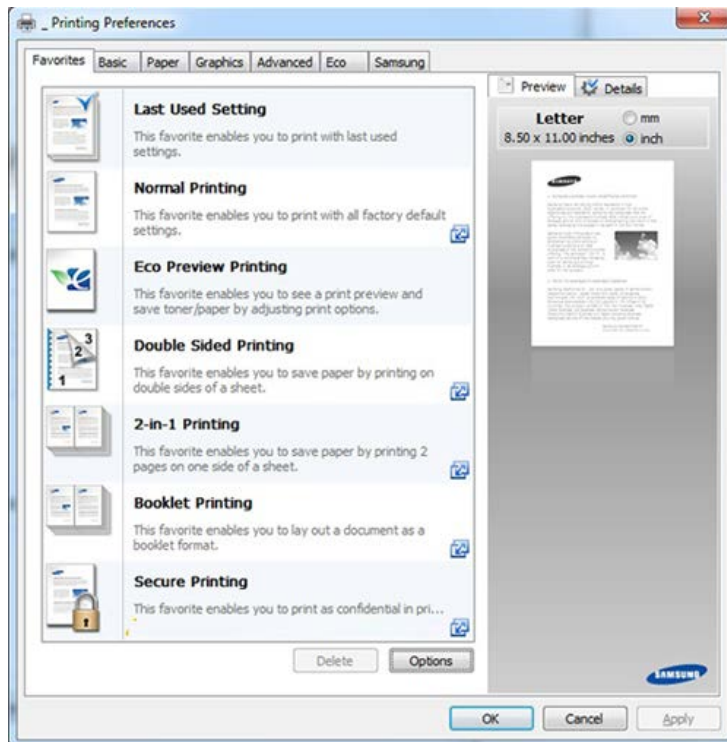 _ Printing Preferences
Favorites Basic Paper Graphics Advanced Eco Samsung
Last Used Setting
This favorite enables you to print with last used
settings.
Normal Printing
This favorite enables you to print with all factory default
settings.
Eco Preview Printing
This favorite enables you to see a print preview and
save toner/paper by adjusting print options.
Double Sided Printing
This favorite enables you to save paper by printing on
double sides of a sheet.
2-in-1 Printing
This favorite enables you to save paper by printing 2
pages on one side of a sheet.
Booklet Printing
This favorite enables you to lay out a document as a
booklet format.
Secure Printing
This favorite enables you to print as confidential in pri...
1 2 3
Delete Options
Preview Details
Letter mm
8.50 x 11.00 inches inch
SAMSUNG
SAMSUNG
OK Cancel Apply